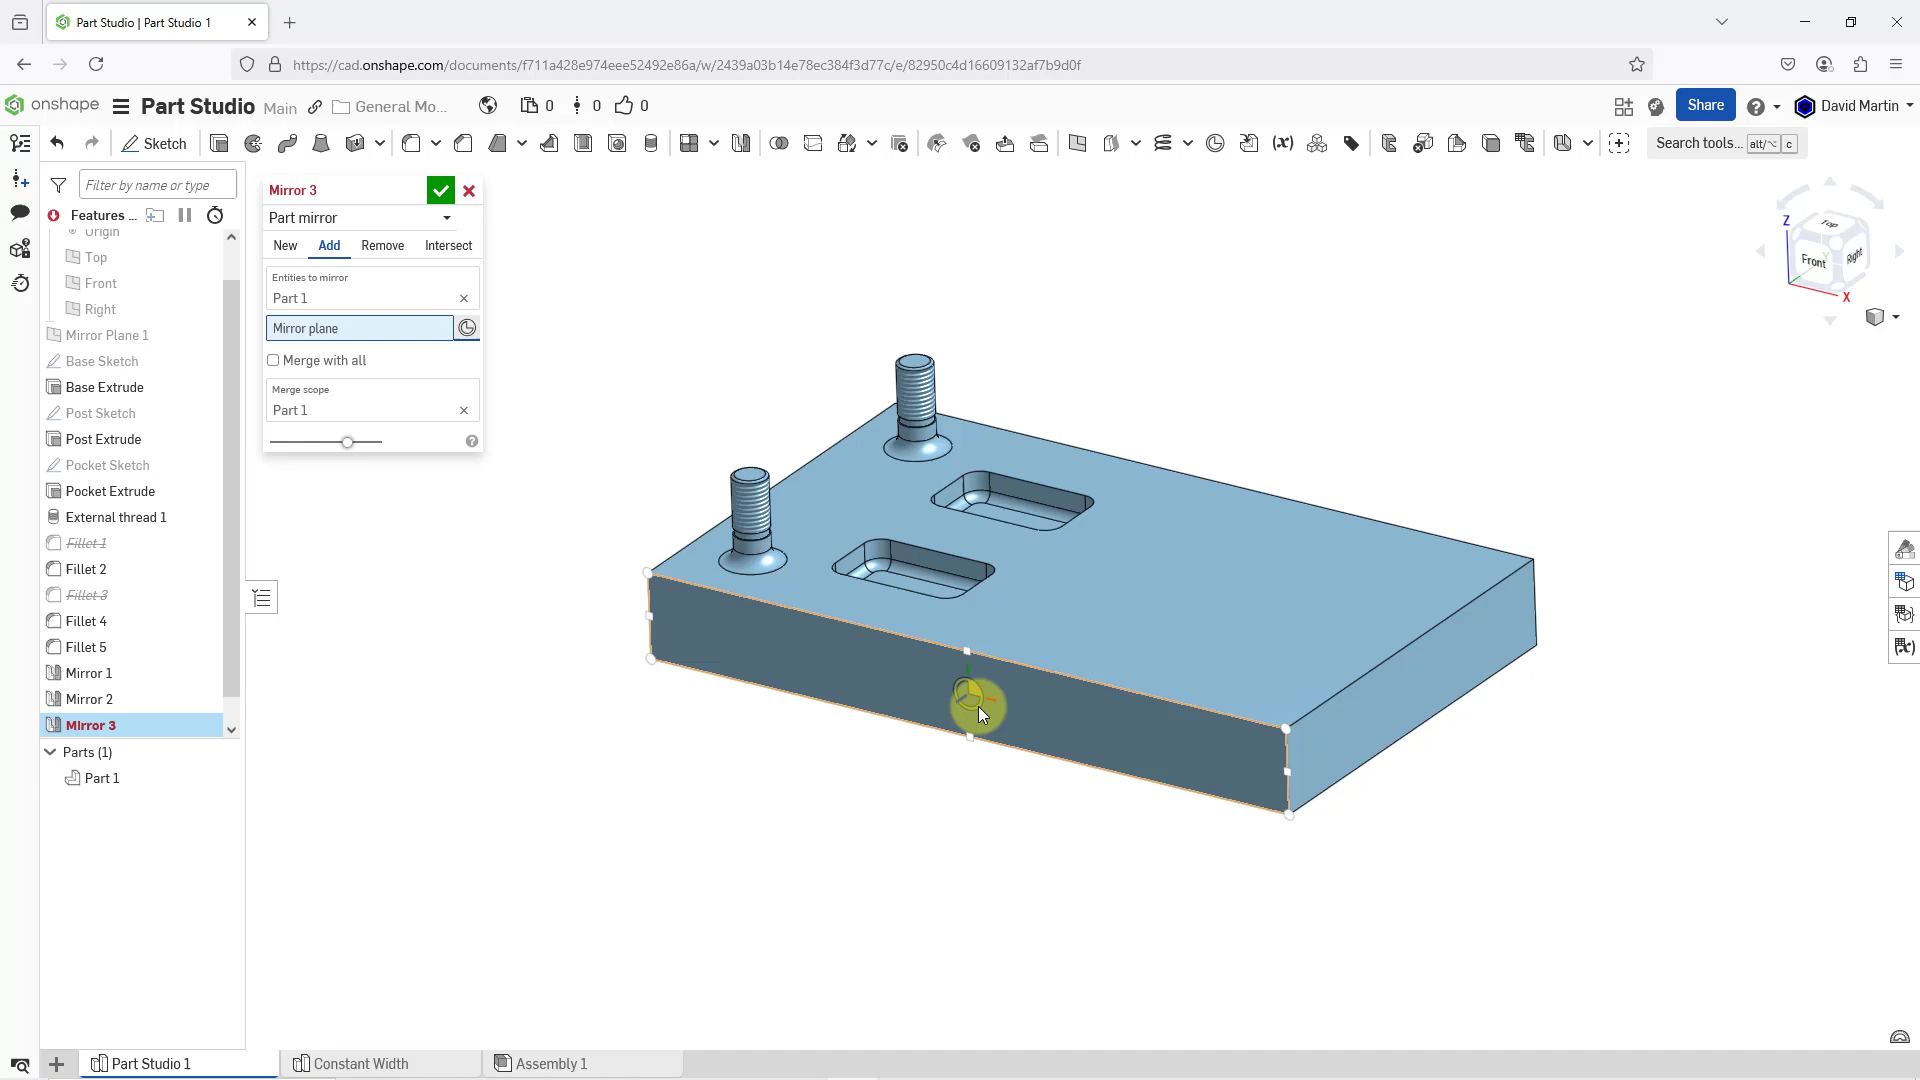 Part Studio | Part Studio 1
https://cad.onshape.com/documents/f711a428e974eee52492e86a/w/2439a03b14e78ec384f3d77c/e/82950c4d16609132af7b9d0f
onshape Part Studio Main General Mo... 0 0 0 Share David Martin
Sketch Search tools... alt/⌥ c
Filter by name or type
Features ...
Origin
Top
Front
Right
Mirror Plane 1
Base Sketch
Base Extrude
Post Sketch
Post Extrude
Pocket Sketch
Pocket Extrude
External thread 1
Fillet 1
Fillet 2
Fillet 3
Fillet 4
Fillet 5
Mirror 1
Mirror 2
Mirror 3
Parts (1)
Part 1
Mirror 3
Part mirror
New Add Remove Intersect
Entities to mirror
Part 1
Mirror plane
Merge with all
Merge scope
Part 1
Z
Top
Front Right
X
Part Studio 1 Constant Width Assembly 1